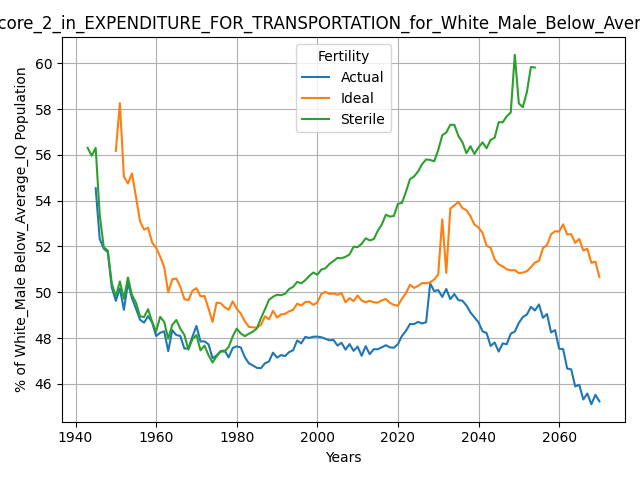 core_2_in_EXPENDITURE_FOR_TRANSPORTATION_for_White_Male_Below_Aver
Fertility
Actual
Ideal
Sterile
% of White_Male Below_Average_IQ Population
60
58
56
54
52
50
48
46
1940
1960
1980
2000
2020
2040
2060
Years